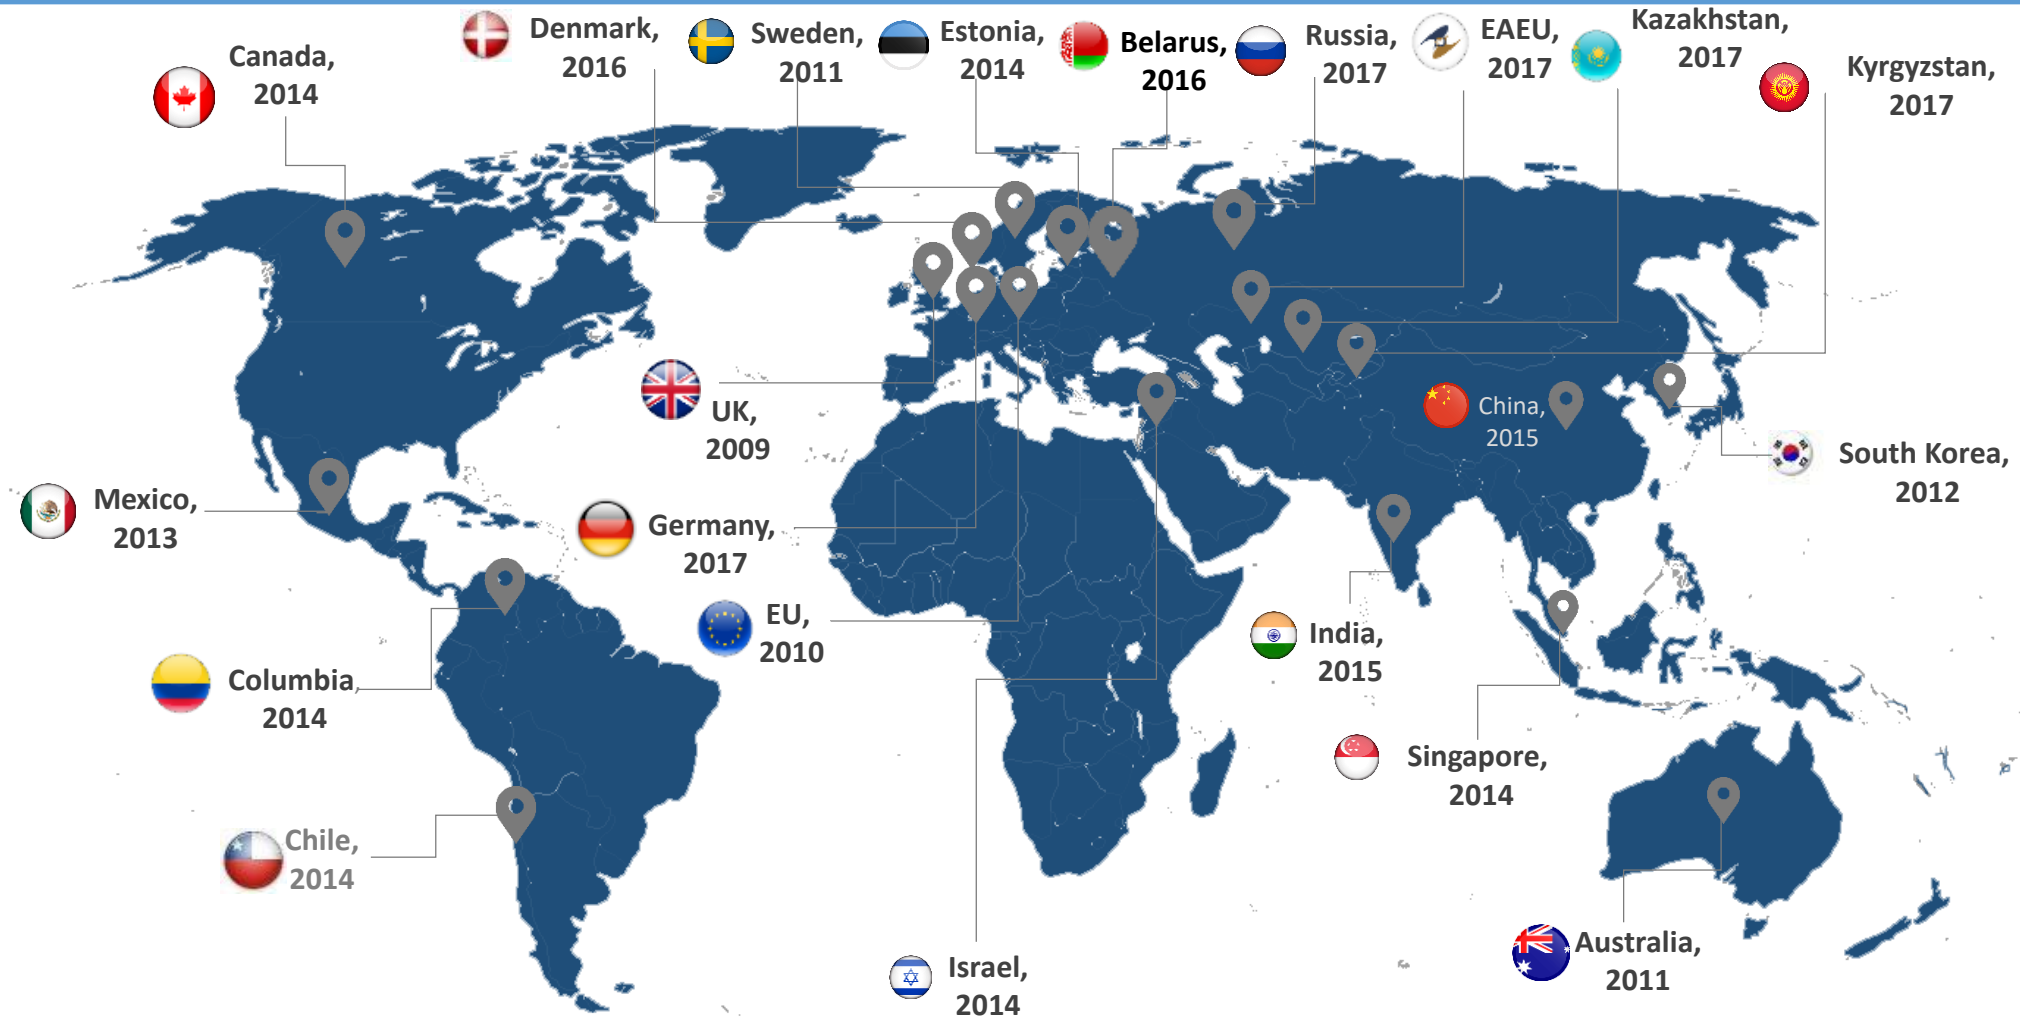 Canada,
2014
Denmark,
2016
Sweden,
2011
Estonia,
2014
Belarus,
2016
Russia,
2017
EAEU,
2017
Kazakhstan,
2017
Kyrgyzstan,
2017
UK,
2009
China,
2015
South Korea,
2012
Mexico,
2013
Germany,
2017
EU,
2010
India,
2015
Columbia,
2014
Singapore,
2014
Chile,
2014
Australia,
2011
Israel,
2014